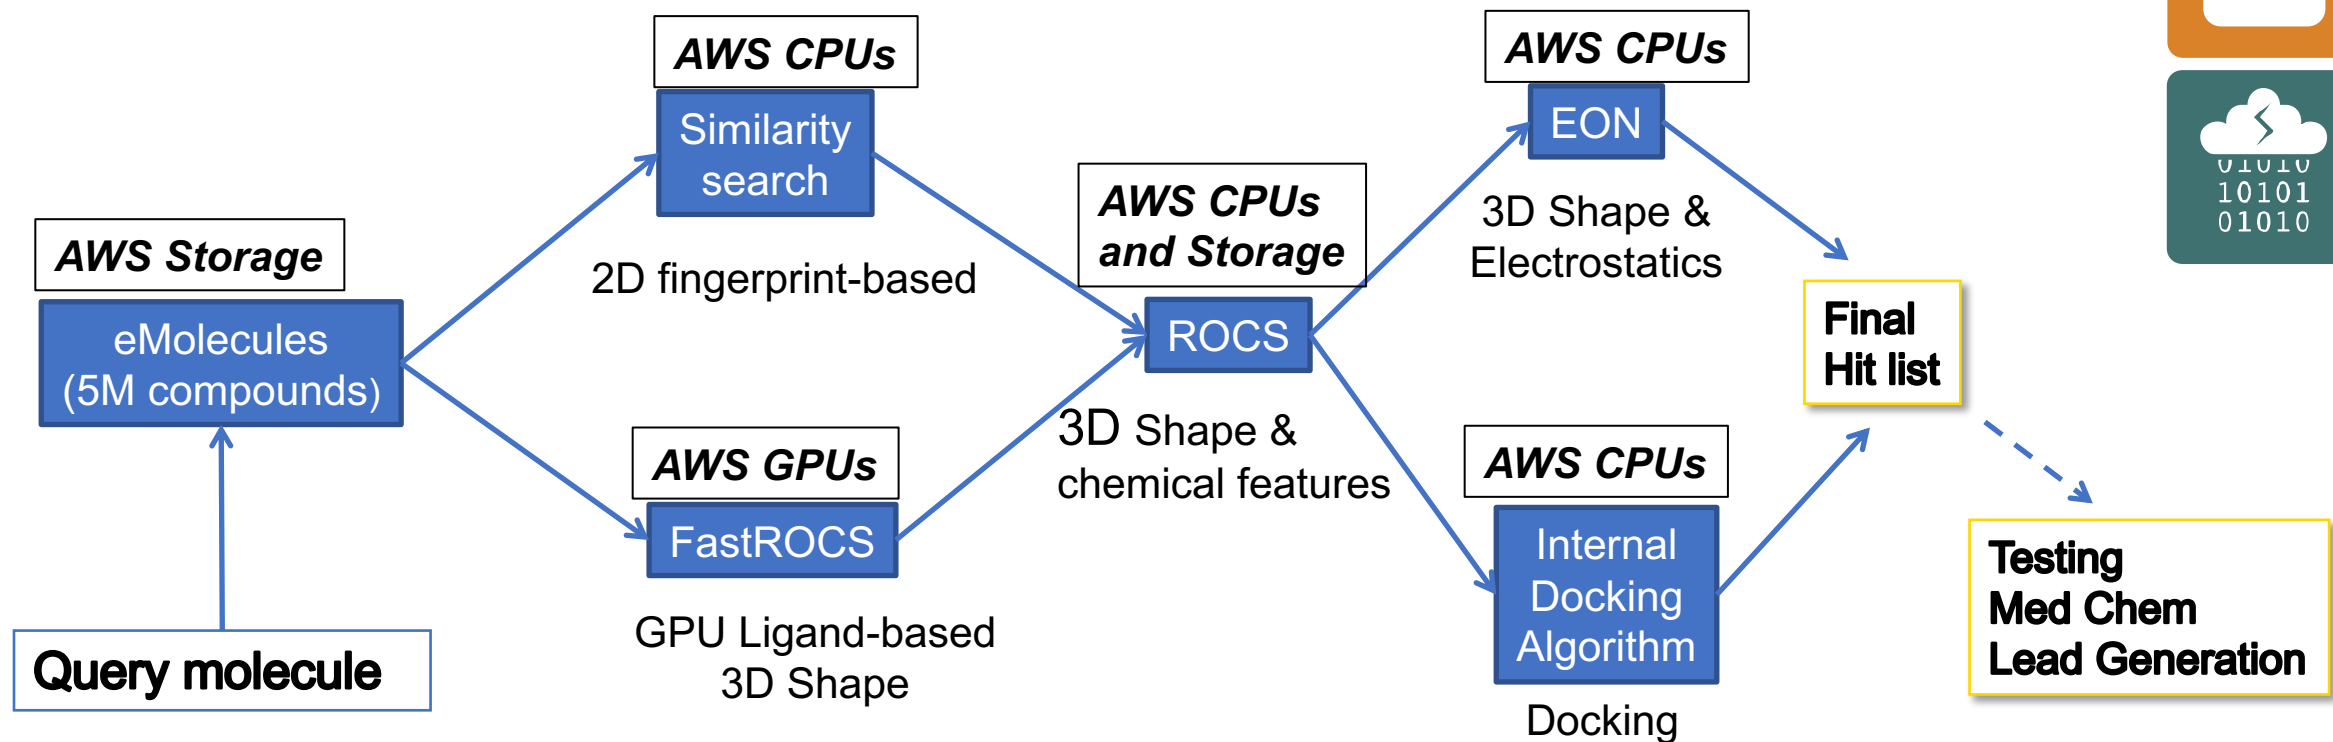 AWS CPUs
Similarity
search
2D fingerprint-based
AWS Storage
eMolecules
(5M compounds)
Query molecule
AWS GPUs
FastROCS
GPU Ligand-based
3D Shape
AWS CPUs
and Storage
ROCS
3D Shape &
chemical features
AWS CPUs
EON
3D Shape &
Electrostatics
AWS CPUs
Internal
Docking
Algorithm
Docking
Final
Hit list
Testing
Med Chem
Lead Generation
01010
10101
01010